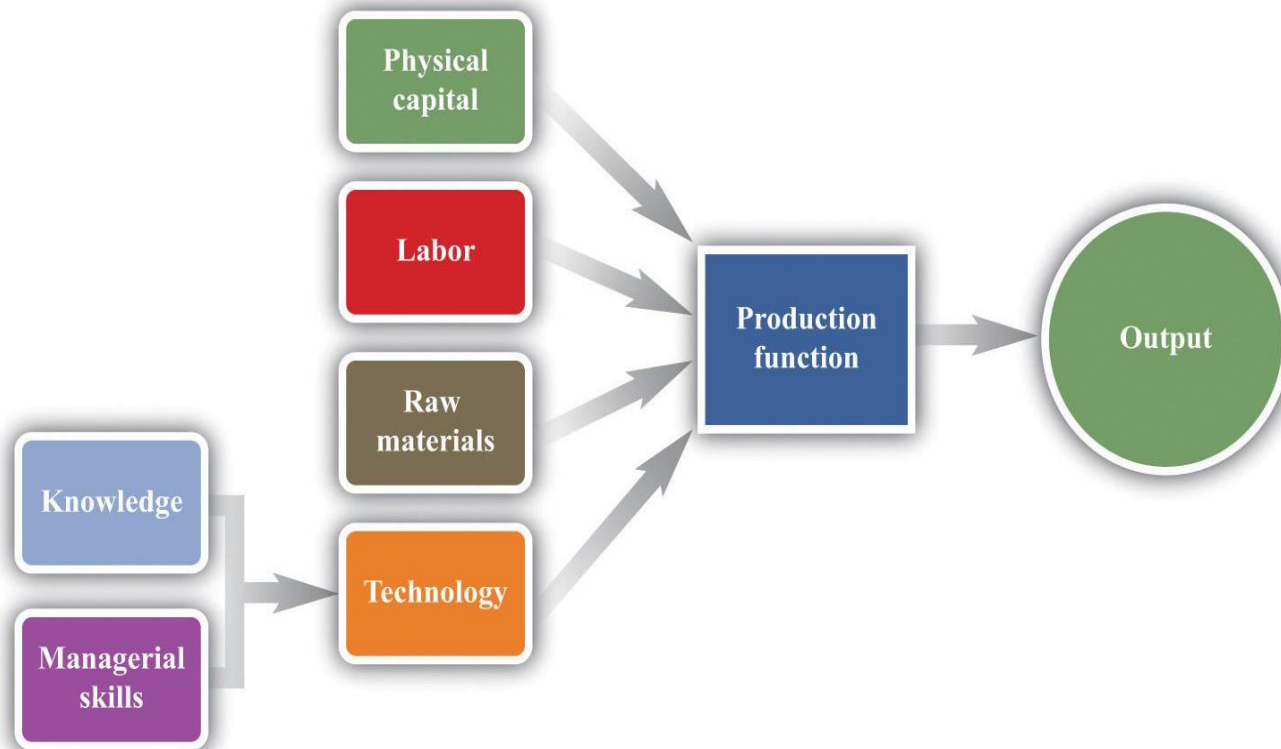 Physical
capital
Labor
Raw
materials
Knowledge
Managerial
skills
Technology
Production
function
Output